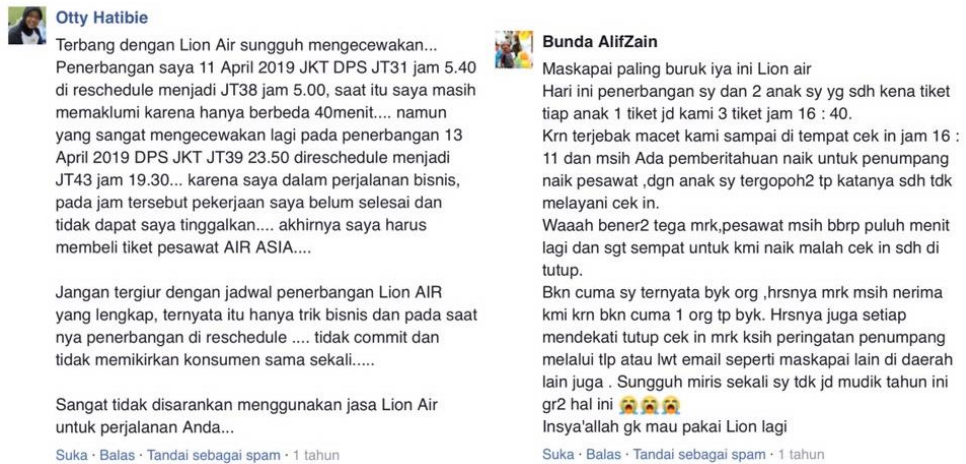 Otty Hatibie
Terbang dengan Lion Air sungguh mengecewakan...
Penerbangan saya 11 April 2019 JKT DPS JT31 jam 5.40
di reschedule menjadi JT38 jam 5.00, saat itu saya masih
memaklumi karena hanya berbeda 40menit.... namun
yang sangat mengecewakan lagi pada penerbangan 13
April 2019 DPS JKT JT39 23.50 direschedule menjadi
JT43 jam 19.30... karena saya dalam perjalanan bisnis,
pada jam tersebut pekerjaan saya belum selesai dan
tidak dapat saya tinggalkan.... akhirnya saya harus
membeli tiket pesawat AIR ASIA....
Jangan tergiur dengan jadwal penerbangan Lion AIR
yang lengkap, ternyata itu hanya trik bisnis dan pada saat
nya penerbangan di reschedule .... tidak commit dan
tidak memikirkan konsumen sama sekali.....
Sangat tidak disarankan menggunakan jasa Lion Air
untuk perjalanan Anda...
Suka · Balas · Tandai sebagai spam · 1 tahun
Bunda AlifZain
Maskapai paling buruk iya ini Lion air
Hari ini penerbangan sy dan 2 anak sy yg sdh kena tiket
tiap anak 1 tiket jd kami 3 tiket jam 16 : 40.
Krn terjebak macet kami sampai di tempat cek in jam 16 :
11 dan msih Ada pemberitahuan naik untuk penumpang
naik pesawat ,dgn anak sy tergopoh2 tp katanya sdh tdk
melayani cek in.
Waaah bener2 tega mrk,pesawat msih bbrp puluh menit
lagi dan sgt sempat untuk kmi naik malah cek in sdh di
tutup.
Bkn cuma sy ternyata byk org ,hrsnya mrk msih nerima
kmi krn bkn cuma 1 org tp byk. Hrsnya juga setiap
mendekati tutup cek in mrk ksih peringatan penumpang
melalui tlp atau lwt email seperti maskapai lain di daerah
lain juga . Sungguh miris sekali sy tdk jd mudik tahun ini
gr2 hal ini 😭😭😭
Insya'allah gk mau pakai Lion lagi
Suka · Balas · Tandai sebagai spam · 1 tahun